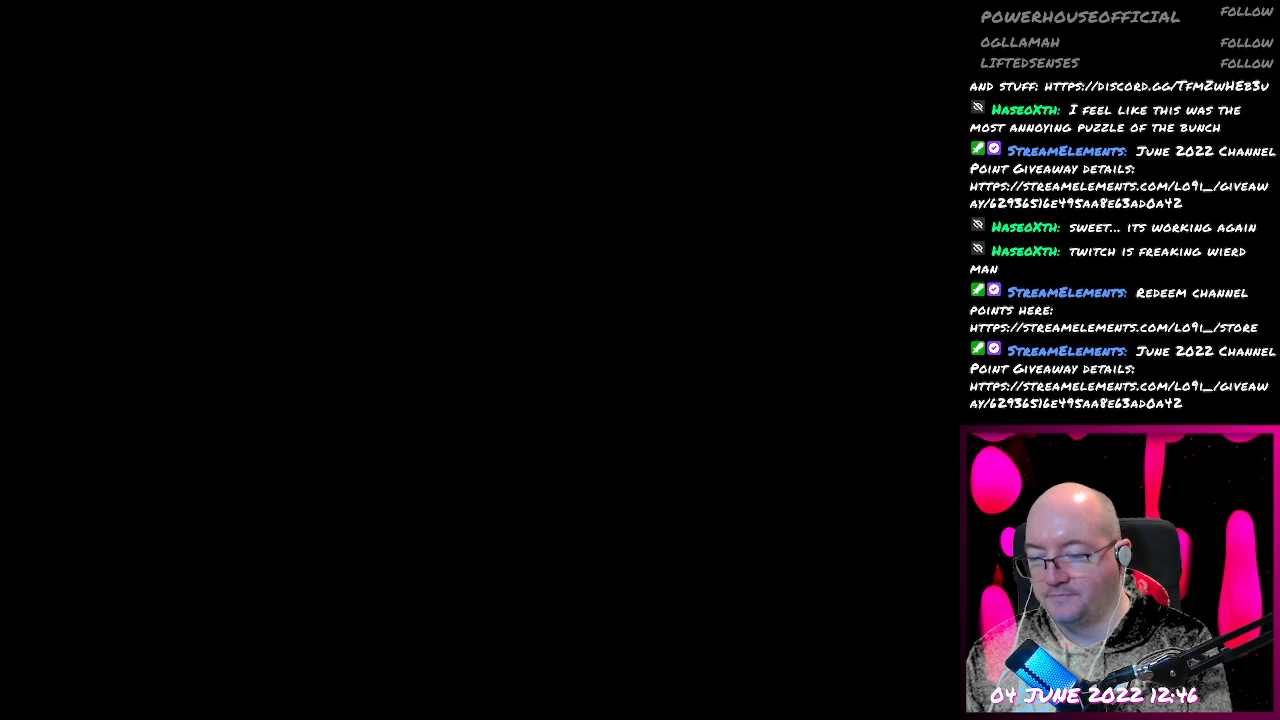 POWERHOUSEOFFICIAL FOLLOW
OGLLAMAH FOLLOW
LIFTEDSENSES FOLLOW
AND STUFF: HTTPS://DISCORD.GG/TFMZWHEB3U
HASEOXTH: I FEEL LIKE THIS WAS THE
MOST ANNOYING PUZZLE OF THE BUNCH
STREAMELEMENTS: JUNE 2022 CHANNEL
POINT GIVEAWAY DETAILS:
HTTPS://STREAMELEMENTS.COM/LO9I_/GIVEAW
AY/62936516E495AA8E63AD0A42
HASEOXTH: SWEET... ITS WORKING AGAIN
HASEOXTH: TWITCH IS FREAKING WIERD
MAN
STREAMELEMENTS: REDEEM CHANNEL
POINTS HERE:
HTTPS://STREAMELEMENTS.COM/LO9I_/STORE
STREAMELEMENTS: JUNE 2022 CHANNEL
POINT GIVEAWAY DETAILS:
HTTPS://STREAMELEMENTS.COM/LO9I_/GIVEAW
AY/62936516E495AA8E63AD0A42
04 JUNE 2022 12:46